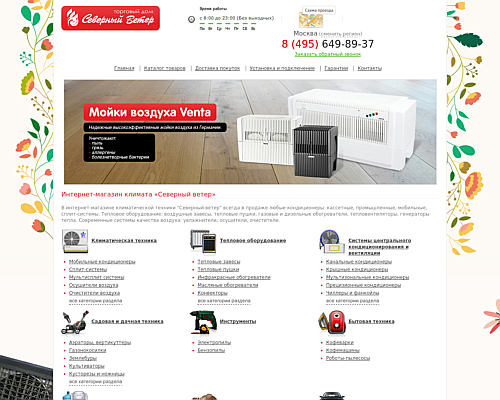 ТОРГОВЫЙ ДОМ
Северный Ветер
Время работы
с 8:00 до 23:00 (Без выходных)
Пн Вт Ср Чт Пт Сб Вс
Схема проезда
Москва (сменить регион)
8 (495) 649-89-37
Заказать обратный звонок
Главная | Каталог товаров | Доставка покупок | Установка и подключение | Гарантии | Контакты
Мойки воздуха Venta
Надежные высокоэффективные мойки воздуха из Германии.
Уничтожают:
- пыль
- грязь
- аллергены
- болезнетворные бактерии
Интернет-магазин климата «Северный ветер»
В интернет-магазине климатической техники "Северный ветер" всегда в продаже любые кондиционеры: кассетные, промышленные, мобильные,
сплит-системы. Тепловое оборудование: воздушные завесы, тепловые пушки, газовые и дизельные обогреватели, тепловентиляторы, генераторы
тепла. Современные системы качества воздуха: увлажнители, осушители, очистители.
Климатическая техника
Мобильные кондиционеры
Сплит-системы
Мультисплит системы
Осушители воздуха
Очистители воздуха
все категории раздела
Тепловое оборудование
Тепловые завесы
Тепловые пушки
Инфракрасные обогреватели
Масляные обогреватели
Конвекторы
все категории раздела
Системы центрального
кондиционирования и
вентиляции
Канальные кондиционеры
Крышные кондиционеры
Мультизональные кондиционеры
Прецизионные кондиционеры
Чиллеры и фанкойлы
все категории раздела
Садовая и дачная техника
Аэраторы, вертикуттеры
Газонокосилки
Землебуры
Культиваторы
Кусторезы и ножницы
все категории раздела
Инструменты
Электропилы
Бензопилы
Бытовая техника
Кофеварки
Кофемашины
Роботы-пылесосы